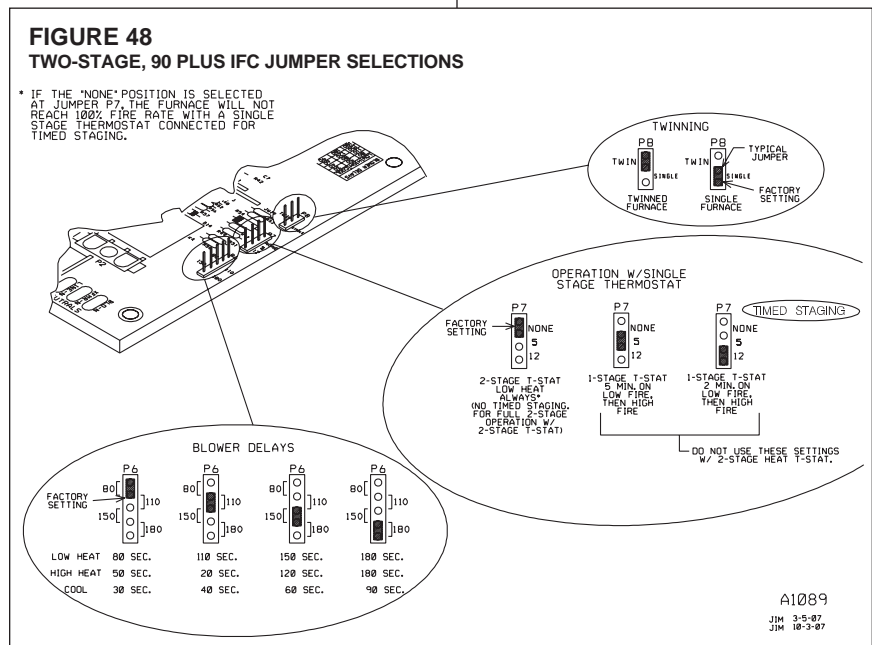 FIGURE 48
TWO-STAGE, 90 PLUS IFC JUMPER SELECTIONS
* IF THE "NONE" POSITION IS SELECTED
AT JUMPER P7, THE FURNACE WILL NOT
REACH 100% FIRE RATE WITH A SINGLE
STAGE THERMOSTAT CONNECTED FOR
TIMED STAGING.
TWINNING
P8
TWIN
SINGLE
TWINNED
FURNACE
P8
TWIN
SINGLE
SINGLE
FURNACE
TYPICAL
JUMPER
FACTORY
SETTING
P2
UTRALS
OPERATION W/SINGLE
STAGE THERMOSTAT
TIMED STAGING
FACTORY
SETTING
P7
NONE
5
12
2-STAGE T-STAT
LOW HEAT
ALWAYS*
(NO TIMED STAGING.
FOR FULL 2-STAGE
OPERATION W/
2-STAGE T-STAT)
P7
NONE
5
12
1-STAGE T-STAT
5 MIN. ON
LOW FIRE,
THEN HIGH
FIRE
P7
NONE
5
12
1-STAGE T-STAT
2 MIN. ON
LOW FIRE,
THEN HIGH
FIRE
DO NOT USE THESE SETTINGS
W/ 2-STAGE HEAT T-STAT.
BLOWER DELAYS
P6 P6 P6 P6
80 80 80 80
FACTORY
SETTING
110 110 110 110
150 150 150 150
180 180 180 180
LOW HEAT 80 SEC. 110 SEC. 150 SEC. 180 SEC.
HIGH HEAT 50 SEC. 20 SEC. 120 SEC. 180 SEC.
COOL 30 SEC. 40 SEC. 60 SEC. 90 SEC.
A1089
JIM 3-5-07
JIM 10-3-07